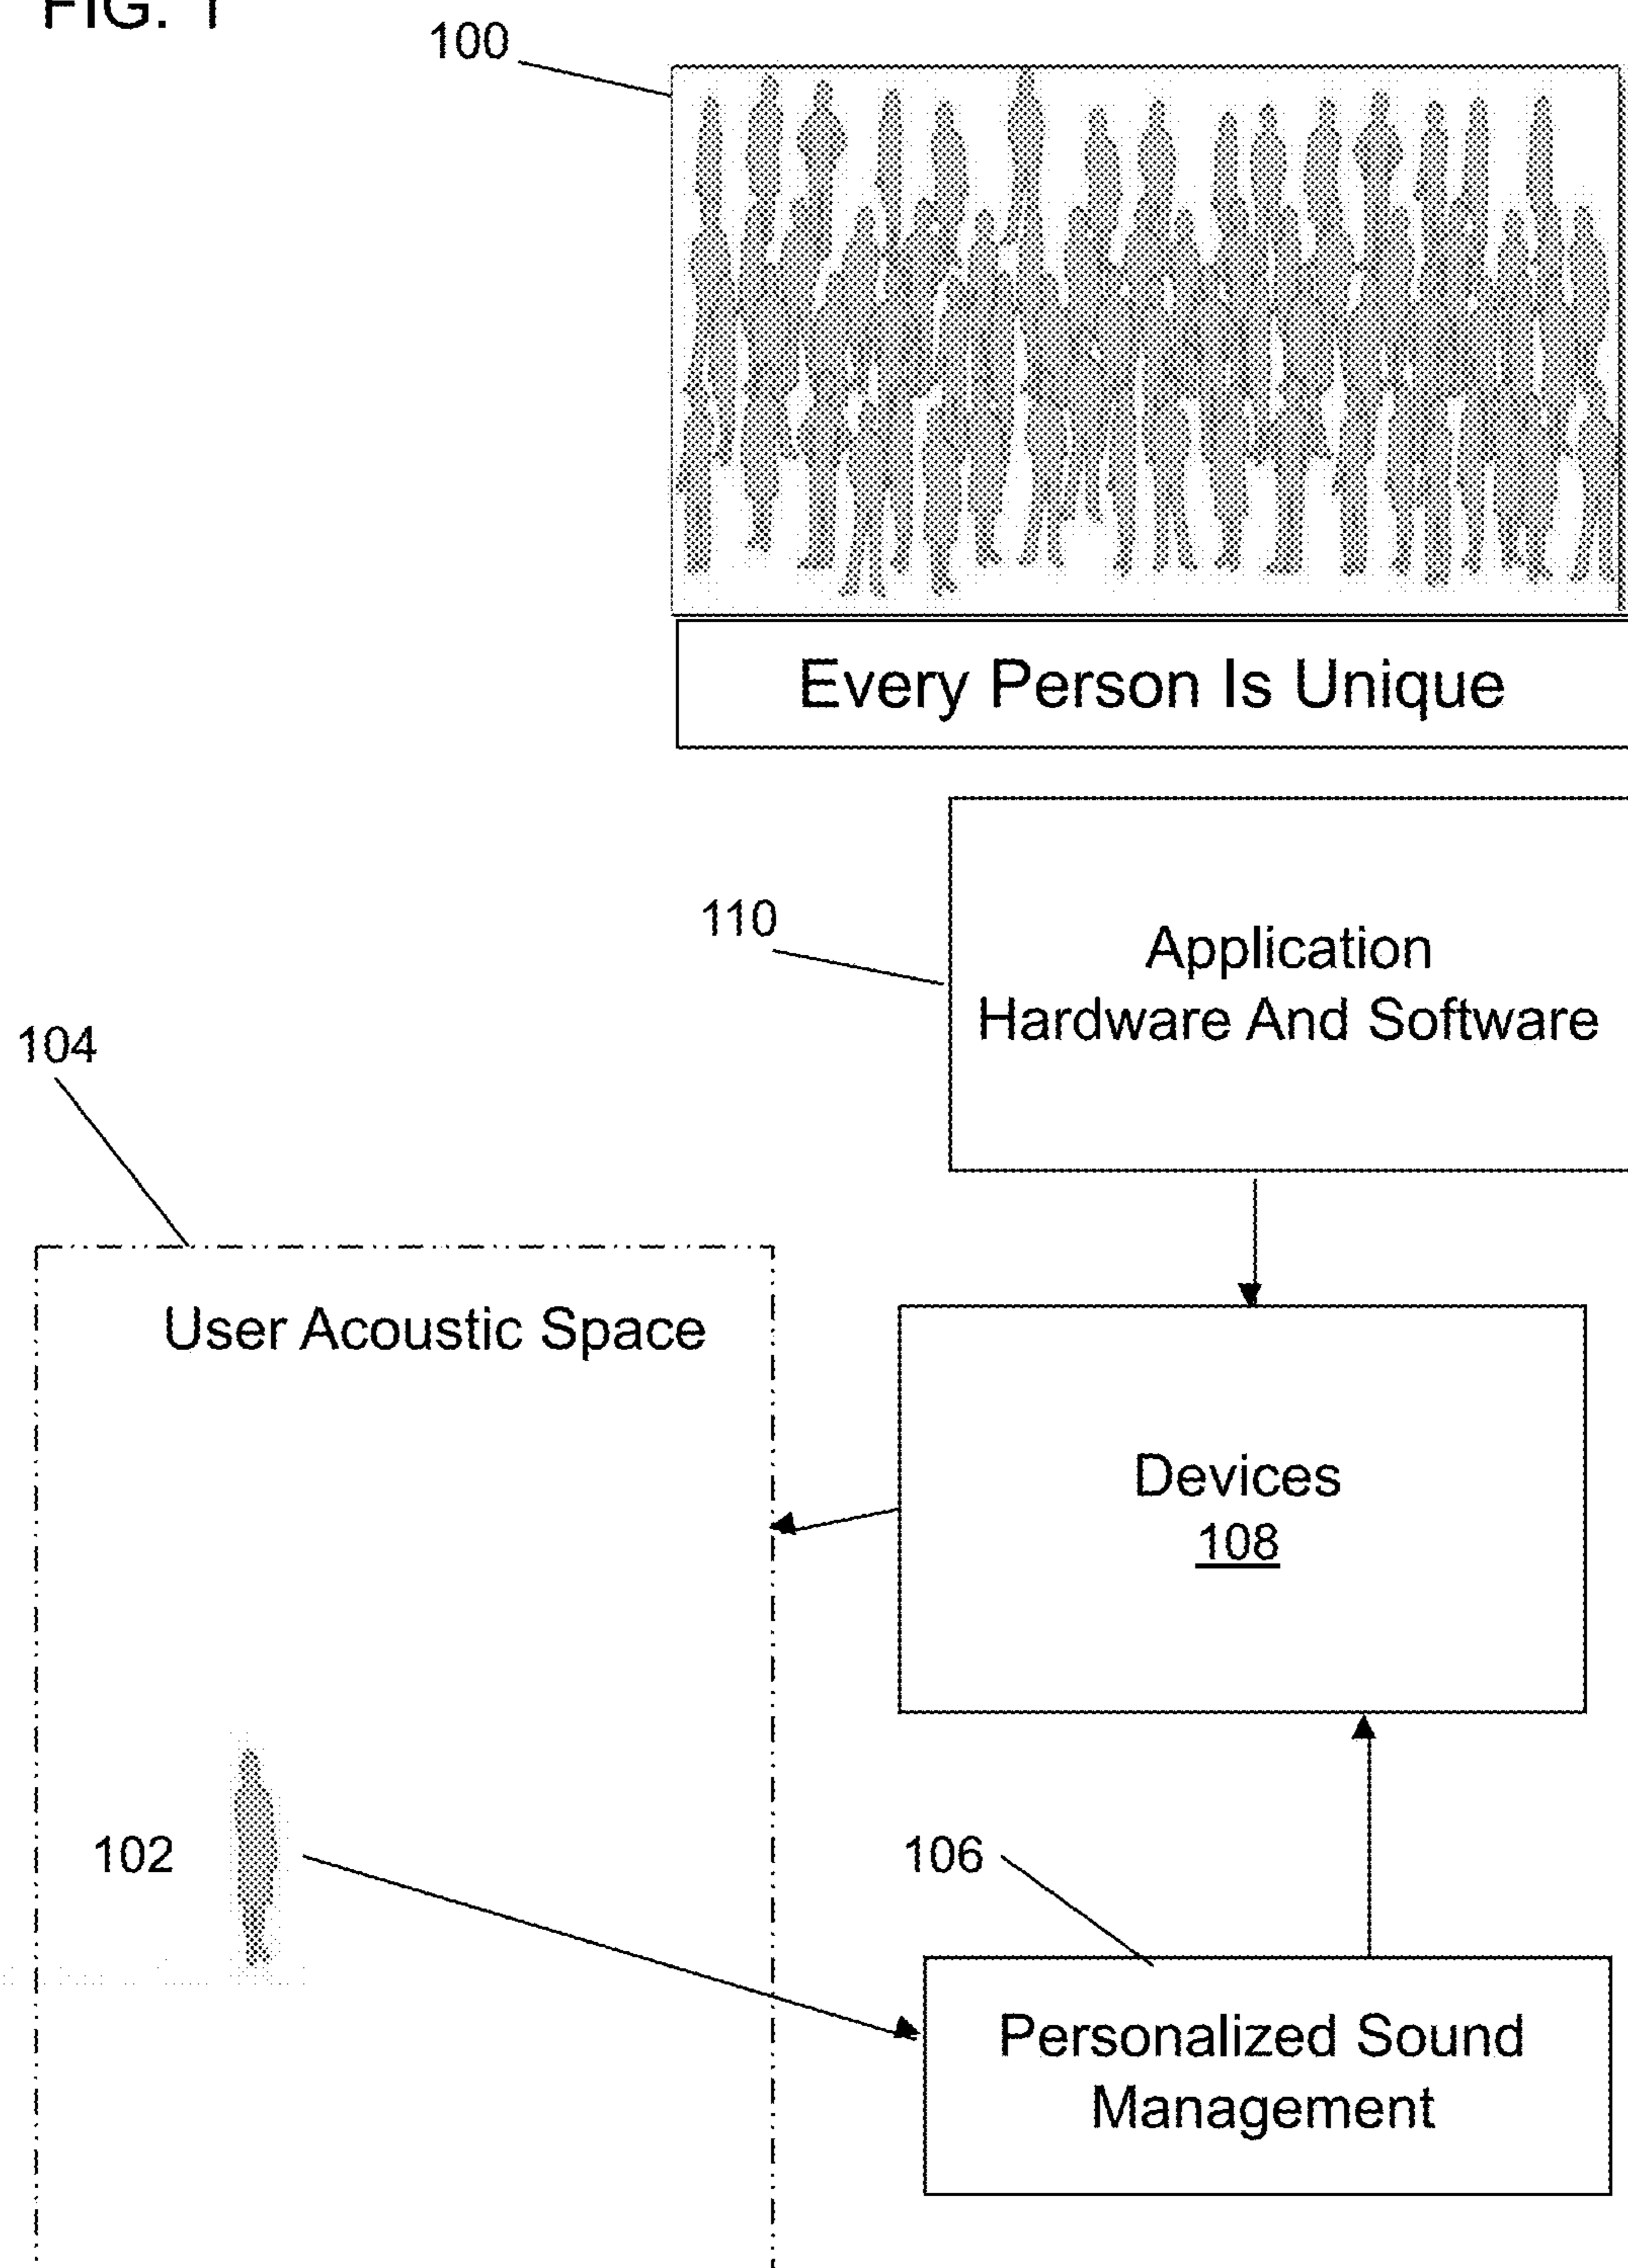 FIG. 1
100
Every Person Is Unique
110
Application
Hardware And Software
104
User Acoustic Space
Devices
108
102
106
Personalized Sound
Management